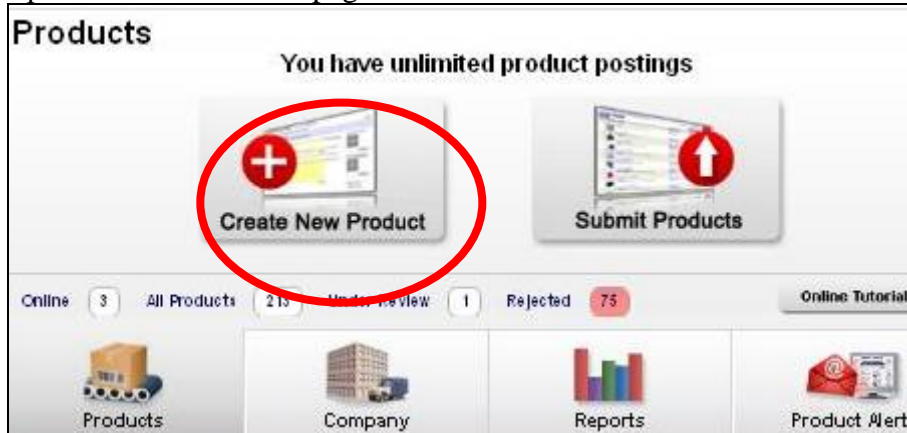 Products
You have unlimited product postings
Create New Product
Submit Products
Online 3 All Products 213 Under Review 1 Rejected 75 Online Tutorial
Products Company Reports Product Alert